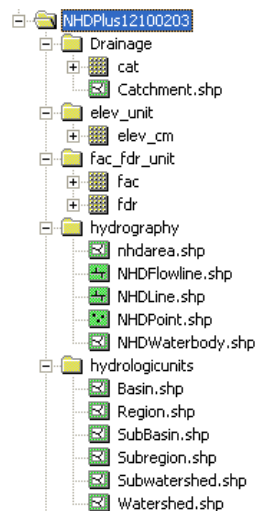 NHDPlus12100203
Drainage
cat
Catchment.shp
elev_unit
elev_cm
fac_fdr_unit
fac
fdr
hydrography
nhdarea.shp
NHDFlowline.shp
NHDLine.shp
NHDPoint.shp
NHDWaterbody.shp
hydrologicunits
Basin.shp
Region.shp
SubBasin.shp
Subregion.shp
Subwatershed.shp
Watershed.shp